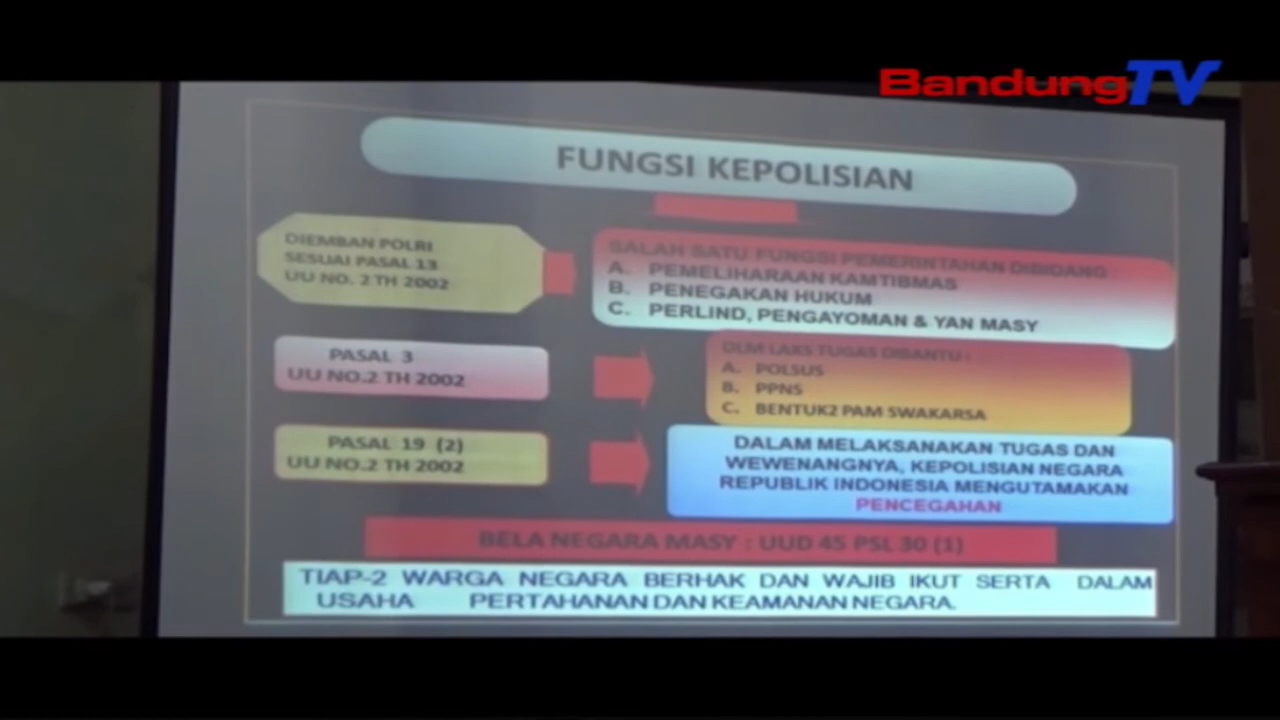 BandungTV
FUNGSI KEPOLISIAN
DIEMBAN POLRI
SESUAI PASAL 13
UU NO. 2 TH 2002
SALAH SATU FUNGSI PEMERINTAHAN DIBIDANG :
A. PEMELIHARAAN KAMTIBMAS
B. PENEGAKAN HUKUM
C. PERLIND, PENGAYOMAN & YAN MASY
PASAL 3
UU NO.2 TH 2002
DLM LAKS TUGAS DIBANTU :
A. POLSUS
B. PPNS
C. BENTUK2 PAM SWAKARSA
PASAL 19 (2)
UU NO.2 TH 2002
DALAM MELAKSANAKAN TUGAS DAN
WEWENANGNYA, KEPOLISIAN NEGARA
REPUBLIK INDONESIA MENGUTAMAKAN
PENCEGAHAN
BELA NEGARA MASY : UUD 45 PSL 30 (1)
TIAP-2 WARGA NEGARA BERHAK DAN WAJIB IKUT SERTA DALAM
USAHA PERTAHANAN DAN KEAMANAN NEGARA.